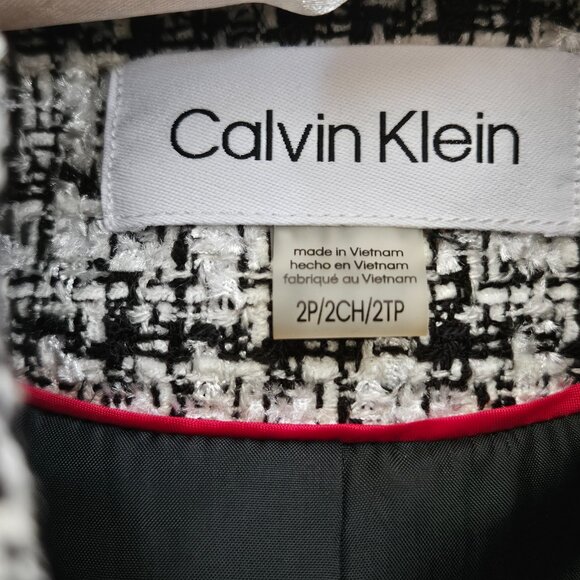 Calvin Klein
made in Vietnam
hecho en Vietnam
fabriqué au Vietnam
2P/2CH/2TP